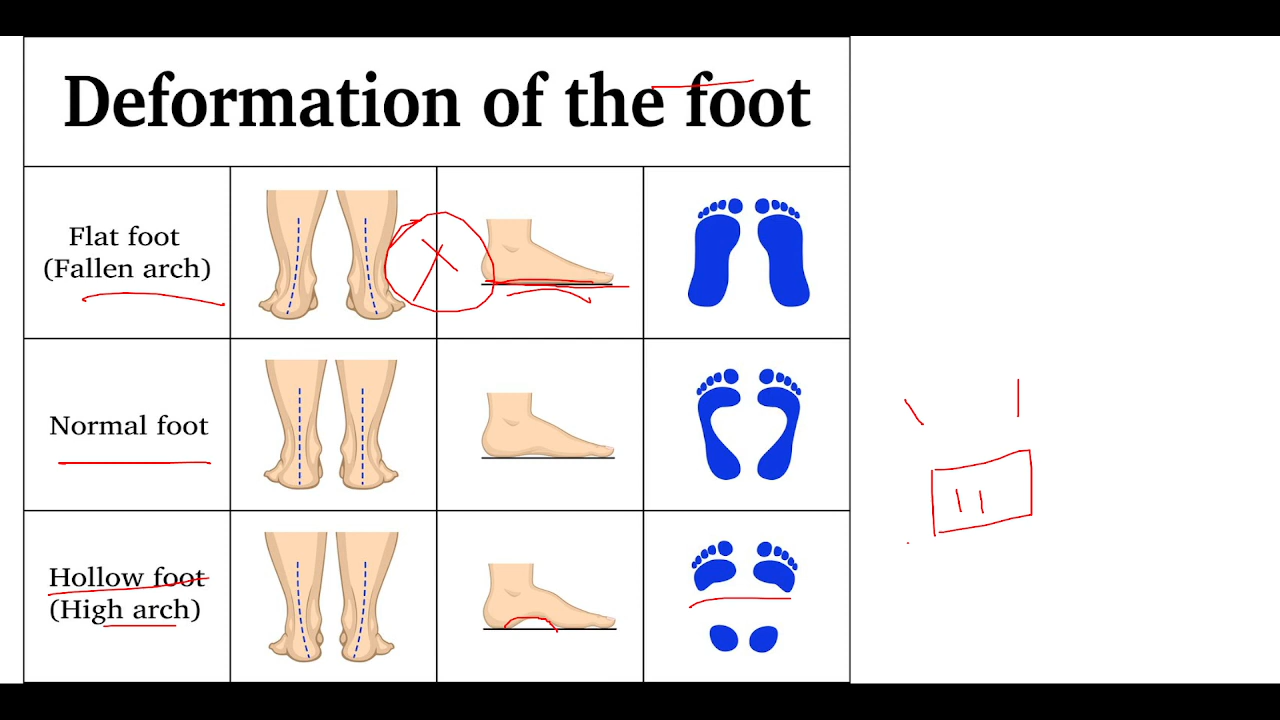 Deformation of the foot
Flat foot
(Fallen arch)
Normal foot
Hollow foot
(High arch)